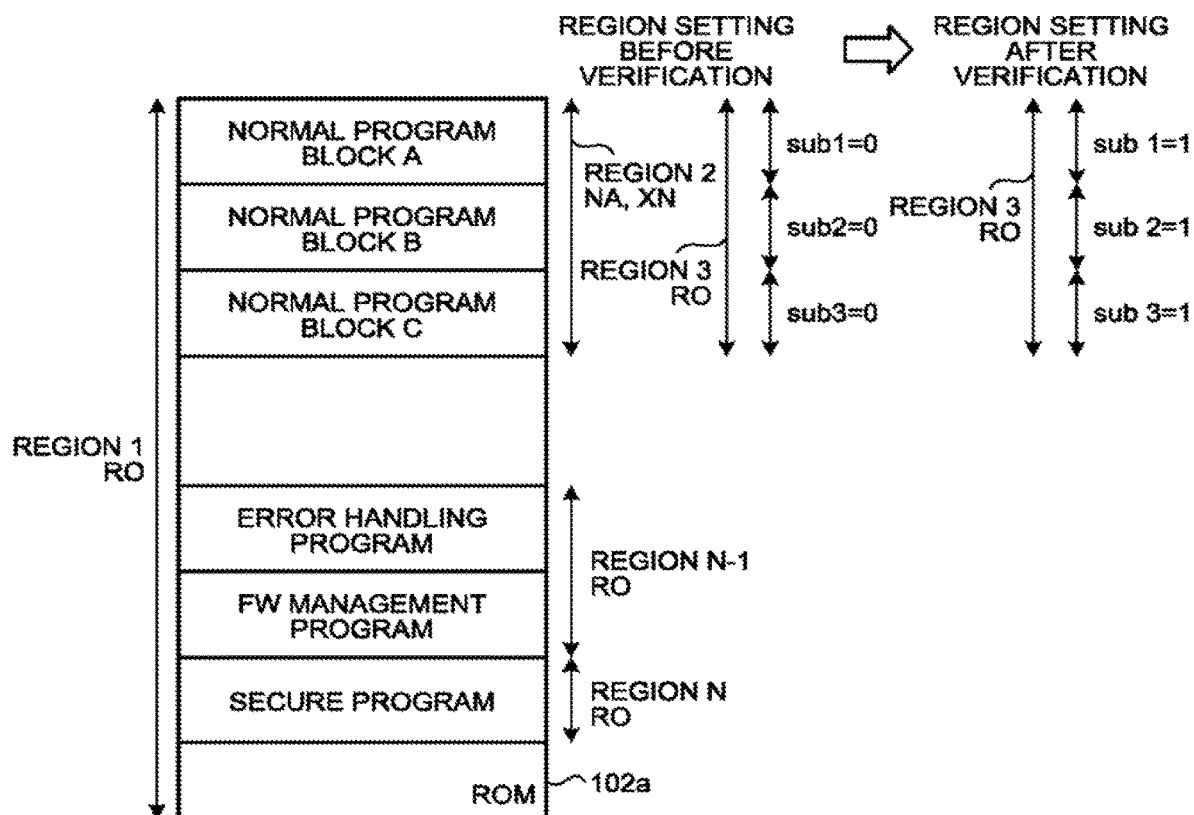 REGION SETTING
BEFORE
VERIFICATION
REGION SETTING
AFTER
VERIFICATION
NORMAL PROGRAM
BLOCK A
NORMAL PROGRAM
BLOCK B
NORMAL PROGRAM
BLOCK C
REGION 2
NA, XN
REGION 3
RO
sub1=0
sub2=0
sub3=0
REGION 3
RO
sub 1=1
sub 2=1
sub 3=1
REGION 1
RO
ERROR HANDLING
PROGRAM
FW MANAGEMENT
PROGRAM
REGION N-1
RO
SECURE PROGRAM
REGION N
RO
ROM
102a